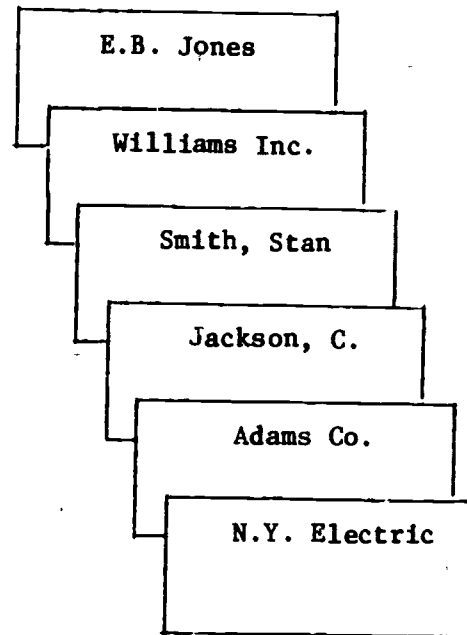 E.B. Jones
Williams Inc.
Smith, Stan
Jackson, C.
Adams Co.
N.Y. Electric